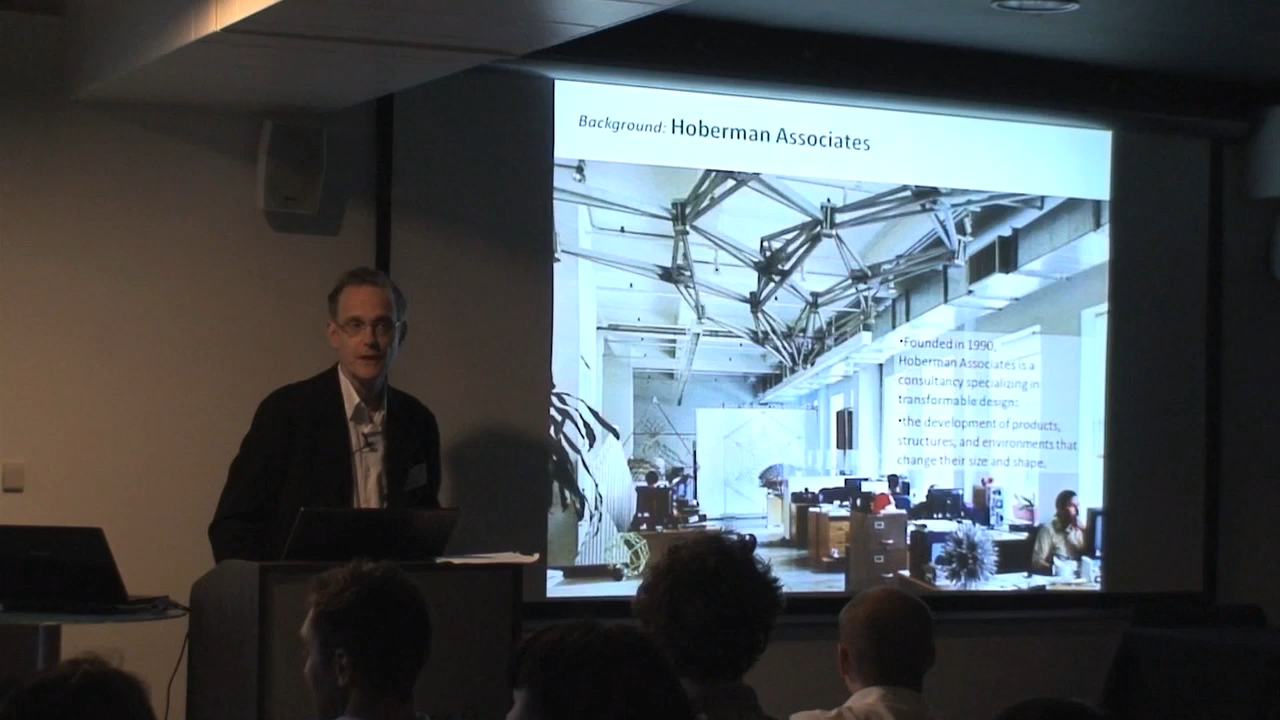 Background: Hoberman Associates
•Founded in 1990,
Hoberman Associates is a
consultancy specializing in
transformable design:
•the development of products,
structures, and environments that
change their size and shape.